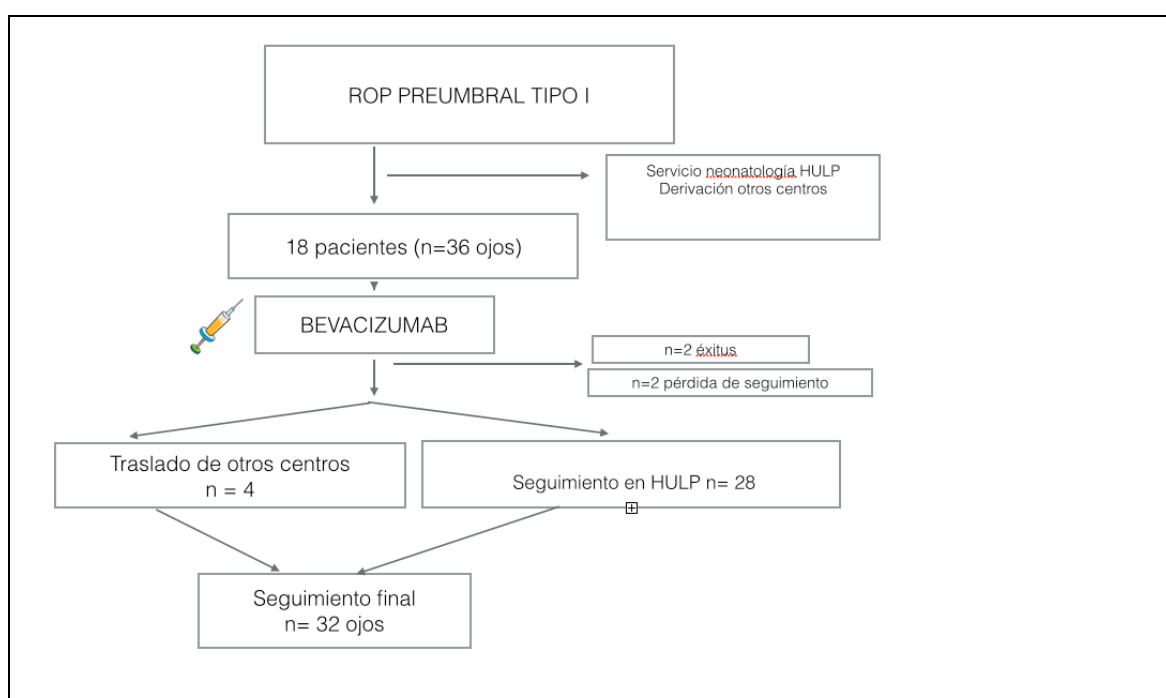 ROP PREUMBRAL TIPO I
Servicio neonatología HULP
Derivación otros centros
18 pacientes (n=36 ojos)
BEVACIZUMAB
n=2 éxitus
n=2 pérdida de seguimiento
Traslado de otros centros
n = 4
Seguimiento en HULP n= 28
Seguimiento final
n= 32 ojos